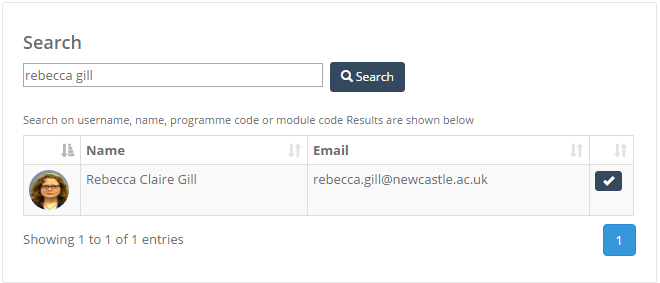 Search
rebecca gill Search
Search on username, name, programme code or module code Results are shown below
Name Email
Rebecca Claire Gill rebecca.gill@newcastle.ac.uk
Showing 1 to 1 of 1 entries 1